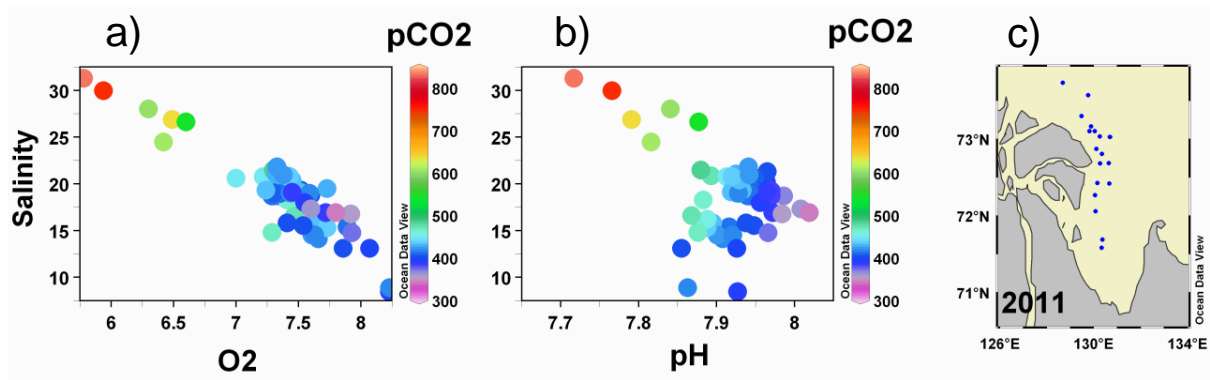 a)
pCO2
b)
pCO2
c)
Salinity
30
25
20
15
10
6
6.5
7
7.5
8
O2
800
700
600
500
400
300
Ocean Data View
30
25
20
15
10
7.7
7.8
7.9
8
pH
800
700
600
500
400
300
Ocean Data View
73°N
72°N
71°N
2011
126°E
130°E
134°E
Ocean Data View